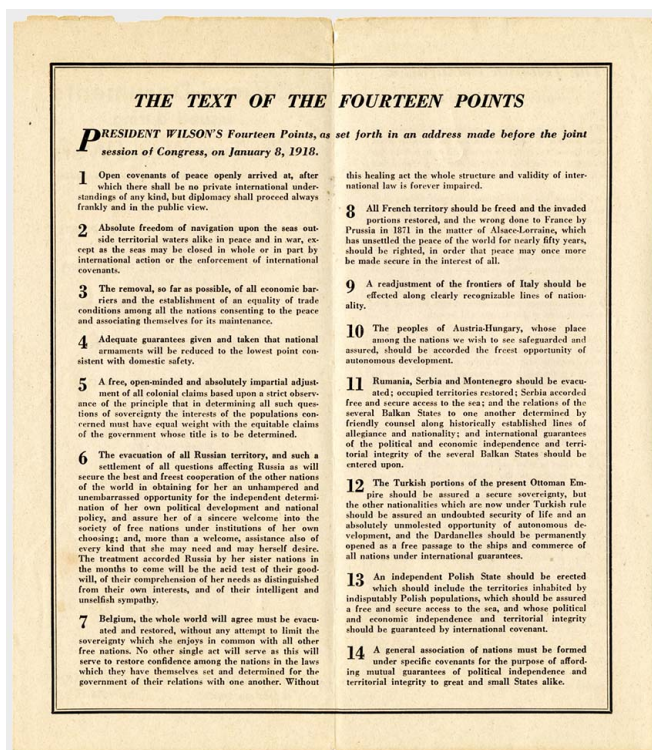 THE TEXT OF THE FOURTEEN POINTS
PRESIDENT WILSON'S Fourteen Points, as set forth in an address made before the joint
session of Congress, on January 8, 1918.
1 Open covenants of peace openly arrived at, after
which there shall be no private international under-
standings of any kind, but diplomacy shall proceed always
frankly and in the public view.
2 Absolute freedom of navigation upon the seas out-
side territorial waters alike in peace and in war, ex-
cept as the seas may be closed in whole or in part by
international action or the enforcement of international
covenants.
3 The removal, so far as possible, of all economic bar-
riers and the establishment of an equality of trade
conditions among all the nations consenting to the peace
and associating themselves for its maintenance.
4 Adequate guarantees given and taken that national
armaments will be reduced to the lowest point con-
sistent with domestic safety.
5 A free, open-minded and absolutely impartial adjust-
ment of all colonial claims based upon a strict observ-
ance of the principle that in determining all such ques-
tions of sovereignty the interests of the populations con-
cerned must have equal weight with the equitable claims
of the government whose title is to be determined.
6 The evacuation of all Russian territory, and such a
settlement of all questions affecting Russia as will
secure the best and freest cooperation of the other nations
of the world in obtaining for her an unhampered and
unembarrassed opportunity for the independent determi-
nation of her own political development and national
policy, and assure her of a sincere welcome into the
society of free nations under institutions of her own
choosing; and, more than a welcome, assistance also of
every kind that she may need and may herself desire.
The treatment accorded Russia by her sister nations in
the months to come will be the acid test of their good-
will, of their comprehension of her needs as distinguished
from their own interests, and of their intelligent and
unselfish sympathy.
7 Belgium, the whole world will agree must be evacu-
ated and restored, without any attempt to limit the
sovereignty which she enjoys in common with all other
free nations. No other single act will serve as this will
serve to restore confidence among the nations in the laws
which they have themselves set and determined for the
government of their relations with one another. Without
this healing act the whole structure and validity of inter-
national law is forever impaired.
8 All French territory should be freed and the invaded
portions restored, and the wrong done to France by
Prussia in 1871 in the matter of Alsace-Lorraine, which
has unsettled the peace of the world for nearly fifty years,
should be righted, in order that peace may once more
be made secure in the interest of all.
9 A readjustment of the frontiers of Italy should be
effected along clearly recognizable lines of nation-
ality.
10 The peoples of Austria-Hungary, whose place
among the nations we wish to see safeguarded and
assured, should be accorded the freest opportunity of
autonomous development.
11 Rumania, Serbia and Montenegro should be evacu-
ated; occupied territories restored; Serbia accorded
free and secure access to the sea; and the relations of the
several Balkan States to one another determined by
friendly counsel along historically established lines of
allegiance and nationality; and international guarantees
of the political and economic independence and terri-
torial integrity of the several Balkan States should be
entered upon.
12 The Turkish portions of the present Ottoman Em-
pire should be assured a secure sovereignty, but
the other nationalities which are now under Turkish rule
should be assured an undoubted security of life and an
absolutely unmolested opportunity of autonomous de-
velopment, and the Dardanelles should be permanently
opened as a free passage to the ships and commerce of
all nations under international guarantees.
13 An independent Polish State should be erected
which should include the territories inhabited by
indisputably Polish populations, which should be assured
a free and secure access to the sea, and whose political
and economic independence and territorial integrity
should be guaranteed by international covenant.
14 A general association of nations must be formed
under specific covenants for the purpose of afford-
ing mutual guarantees of political independence and
territorial integrity to great and small States alike.